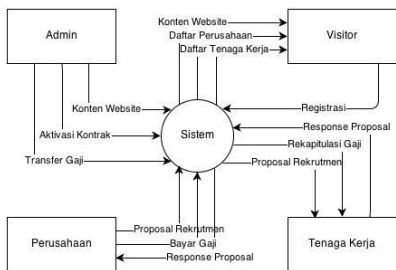 Admin
Konten Website
Daftar Perusahaan
Daftar Tenaga Kerja
Visitor
Konten Website
Aktivasi Kontrak
Transfer Gaji
Sistem
Registrasi
Response Proposal
Rekapitulasi Gaji
Proposal Rekrutmen
Perusahaan
Proposal Rekrutmen
Bayar Gaji
Response Proposal
Tenaga Kerja